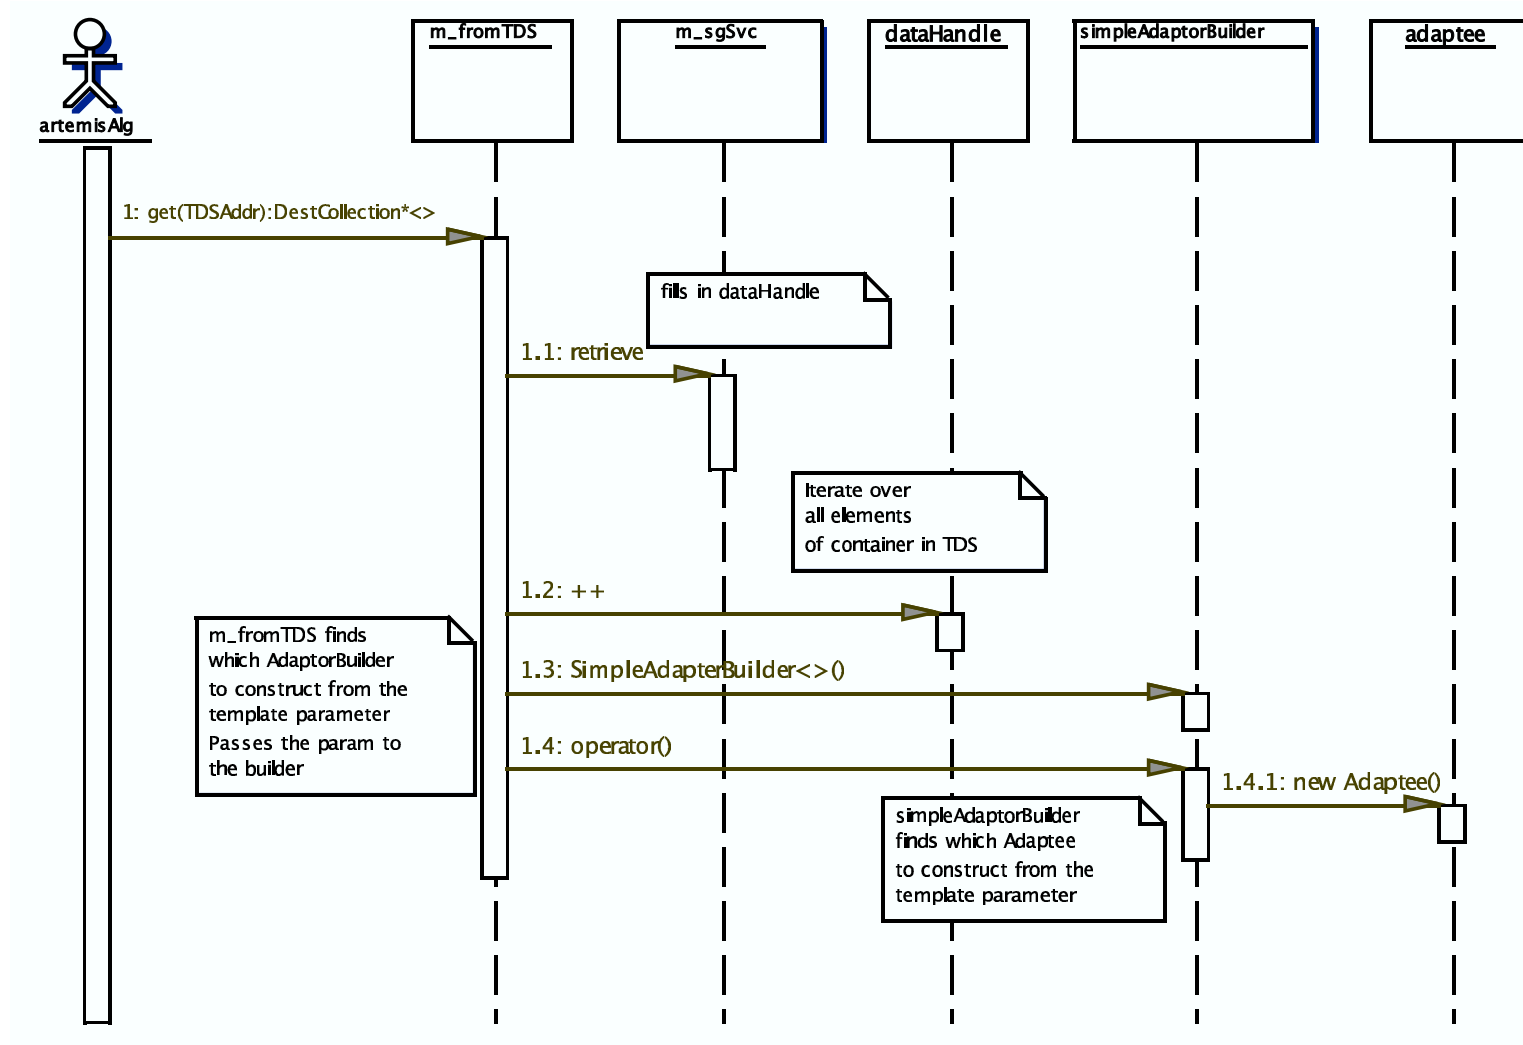 m_fromTDS
m_sgSvc
dataHandle
simpleAdaptorBuilder
adaptee
artemisAlg
1: get(TDSAddr):DestCollection*<>
fills in dataHandle
1.1: retrieve
Iterate over
all elements
of container in TDS
1.2: ++
m_fromTDS finds
which AdaptorBuilder
to construct from the
template parameter
Passes the param to
the builder
1.3: SimpleAdapterBuilder<>()
1.4: operator()
1.4.1: new Adaptee()
simpleAdaptorBuilder
finds which Adaptee
to construct from the
template parameter